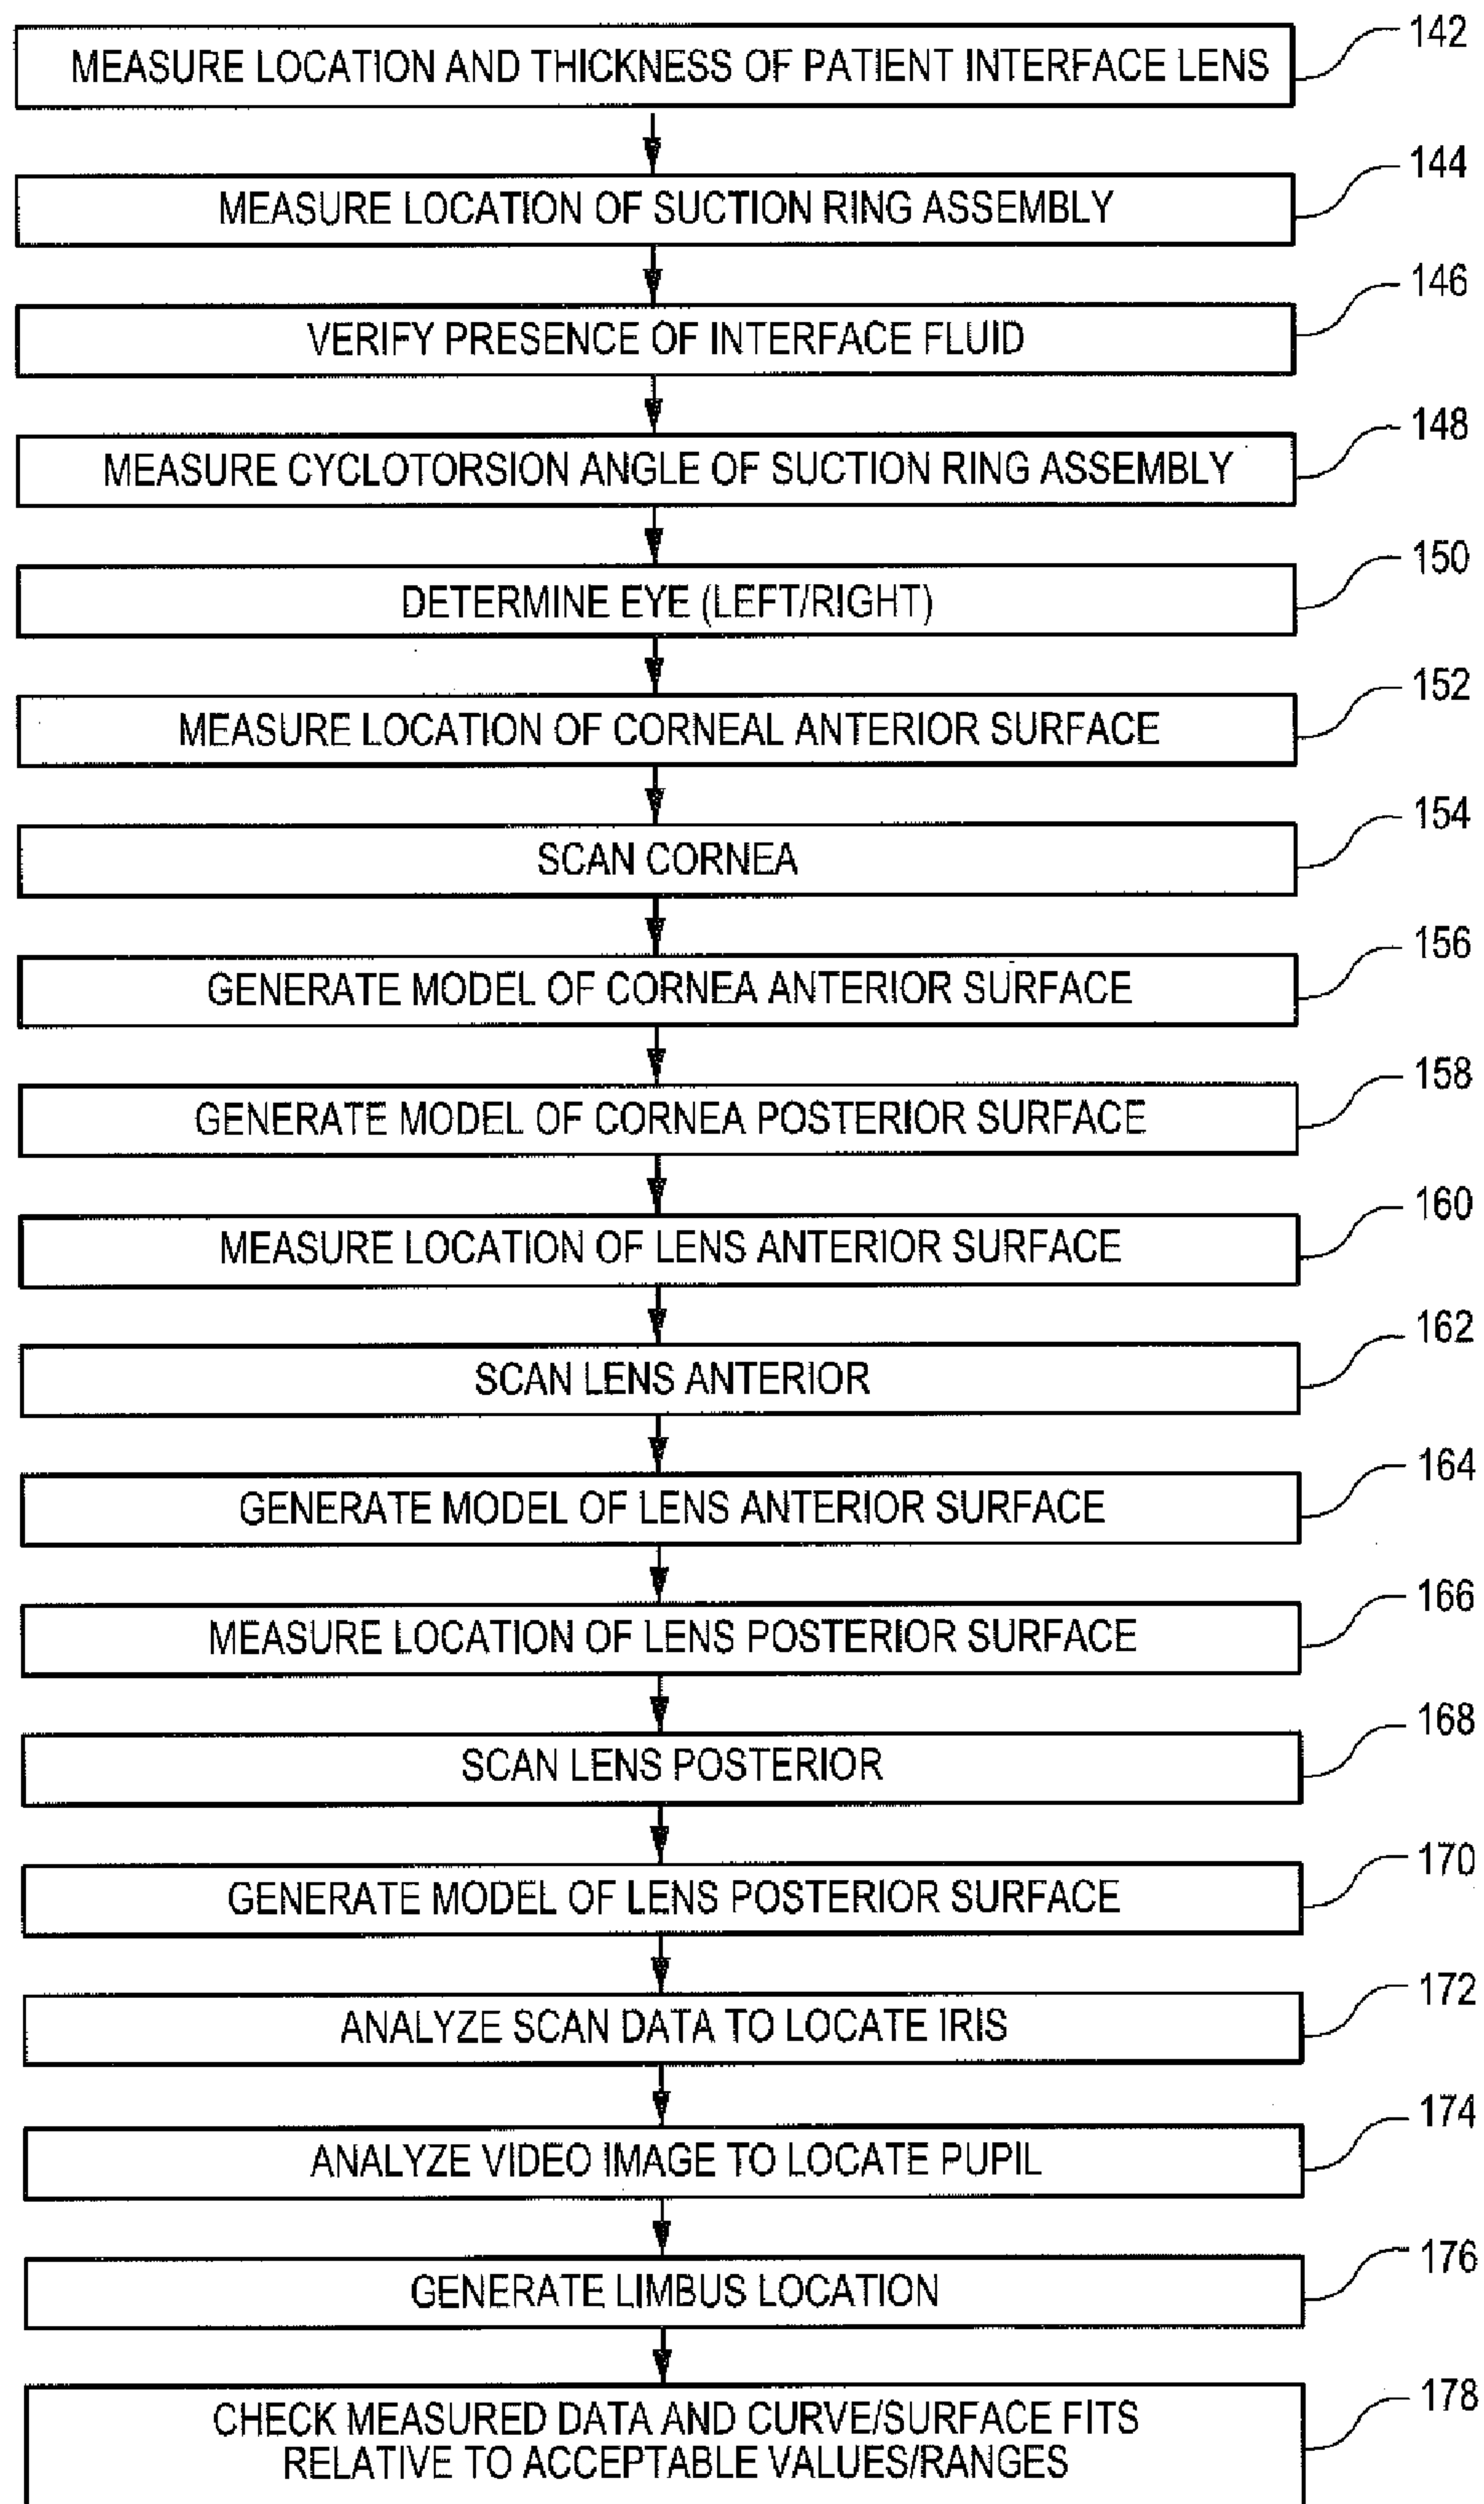 MEASURE LOCATION AND THICKNESS OF PATIENT INTERFACE LENS
142
MEASURE LOCATION OF SUCTION RING ASSEMBLY
144
VERIFY PRESENCE OF INTERFACE FLUID
146
MEASURE CYCLOTORSION ANGLE OF SUCTION RING ASSEMBLY
148
DETERMINE EYE (LEFT/RIGHT)
150
MEASURE LOCATION OF CORNEAL ANTERIOR SURFACE
152
SCAN CORNEA
154
GENERATE MODEL OF CORNEA ANTERIOR SURFACE
156
GENERATE MODEL OF CORNEA POSTERIOR SURFACE
158
MEASURE LOCATION OF LENS ANTERIOR SURFACE
160
SCAN LENS ANTERIOR
162
GENERATE MODEL OF LENS ANTERIOR SURFACE
164
MEASURE LOCATION OF LENS POSTERIOR SURFACE
166
SCAN LENS POSTERIOR
168
GENERATE MODEL OF LENS POSTERIOR SURFACE
170
ANALYZE SCAN DATA TO LOCATE IRIS
172
ANALYZE VIDEO IMAGE TO LOCATE PUPIL
174
GENERATE LIMBUS LOCATION
176
CHECK MEASURED DATA AND CURVE/SURFACE FITS
RELATIVE TO ACCEPTABLE VALUES/RANGES
178